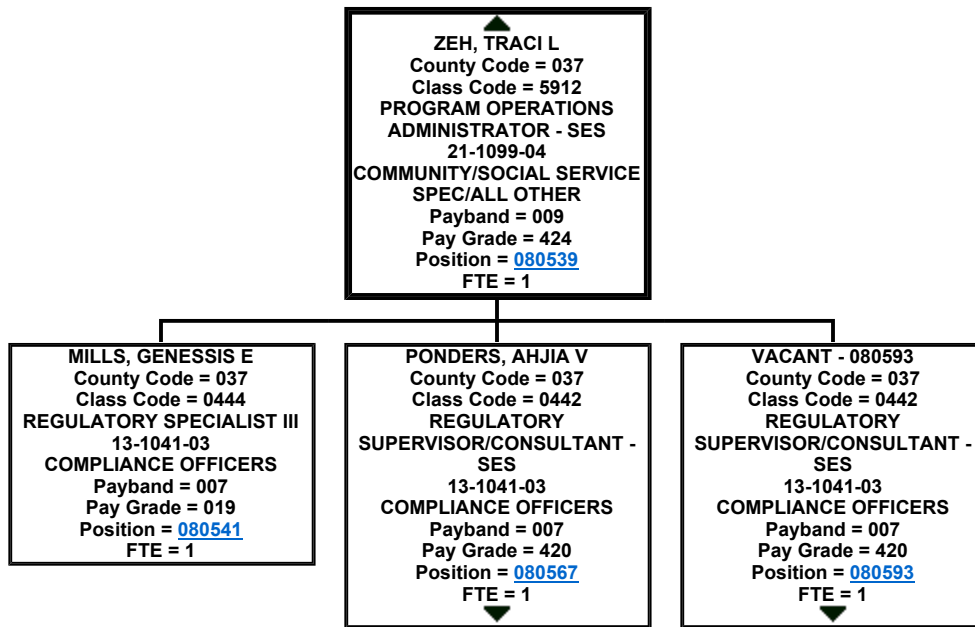 ZEH, TRACI L
County Code = 037
Class Code = 5912
PROGRAM OPERATIONS
ADMINISTRATOR - SES
21-1099-04
COMMUNITY/SOCIAL SERVICE
SPEC/ALL OTHER
Payband = 009
Pay Grade = 424
Position = 080539
FTE = 1
MILLS, GENESSIS E
County Code = 037
Class Code = 0444
REGULATORY SPECIALIST III
13-1041-03
COMPLIANCE OFFICERS
Payband = 007
Pay Grade = 019
Position = 080541
FTE = 1
PONDERS, AHJIA V
County Code = 037
Class Code = 0442
REGULATORY
SUPERVISOR/CONSULTANT -
SES
13-1041-03
COMPLIANCE OFFICERS
Payband = 007
Pay Grade = 420
Position = 080567
FTE = 1
VACANT - 080593
County Code = 037
Class Code = 0442
REGULATORY
SUPERVISOR/CONSULTANT -
SES
13-1041-03
COMPLIANCE OFFICERS
Payband = 007
Pay Grade = 420
Position = 080593
FTE = 1